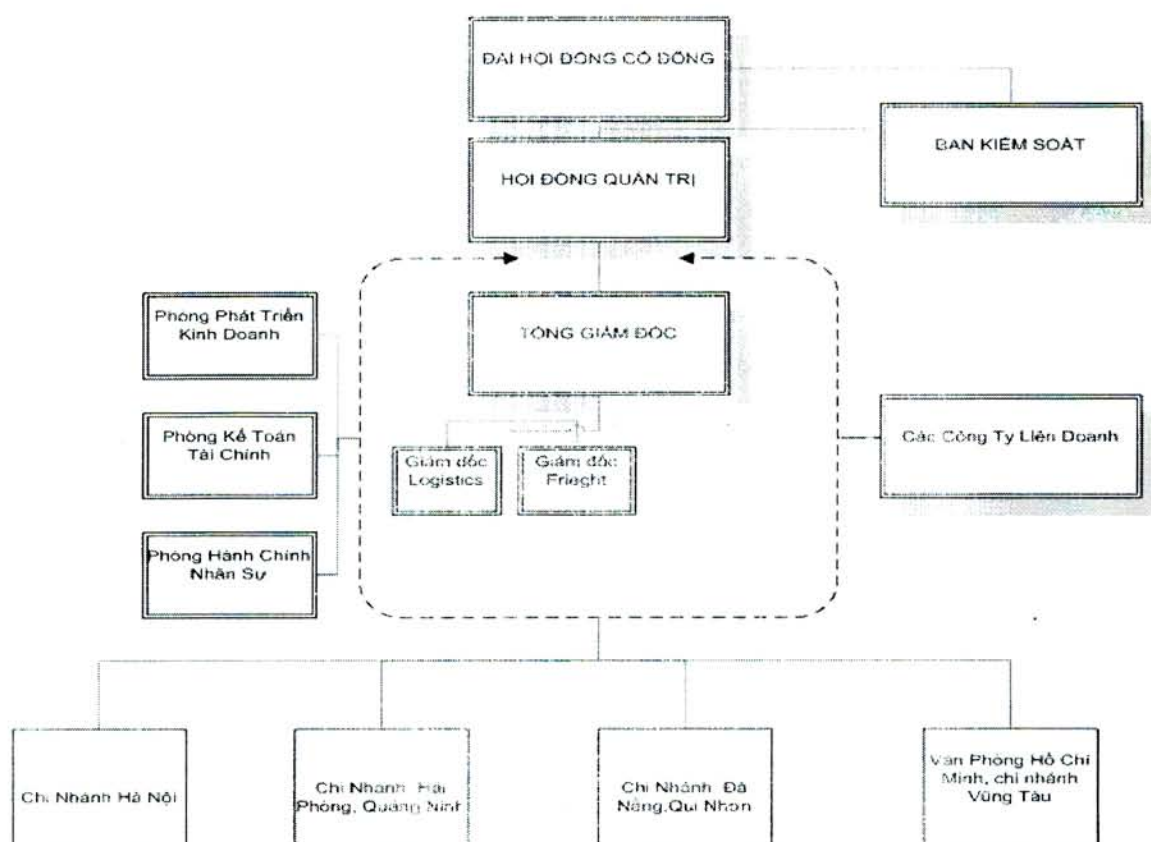 ĐẠI HỘI ĐỒNG CỔ ĐÔNG
BAN KIỂM SOÁT
HỘI ĐỒNG QUẢN TRỊ
Phòng Phát Triển
Kinh Doanh
TỔNG GIÁM ĐỐC
Phòng Kế Toán
Tài Chính
Các Công Ty Liên Doanh
Giám đốc
Logistics
Giám đốc
Frieght
Phòng Hành Chính
Nhân Sự
Chi Nhánh Hà Nội
Chi Nhánh Hải
Phòng, Quảng Ninh
Chi Nhánh Đà
Nẵng,Qui Nhơn
Văn Phòng Hồ Chí
Minh, chi nhánh
Vũng Tàu